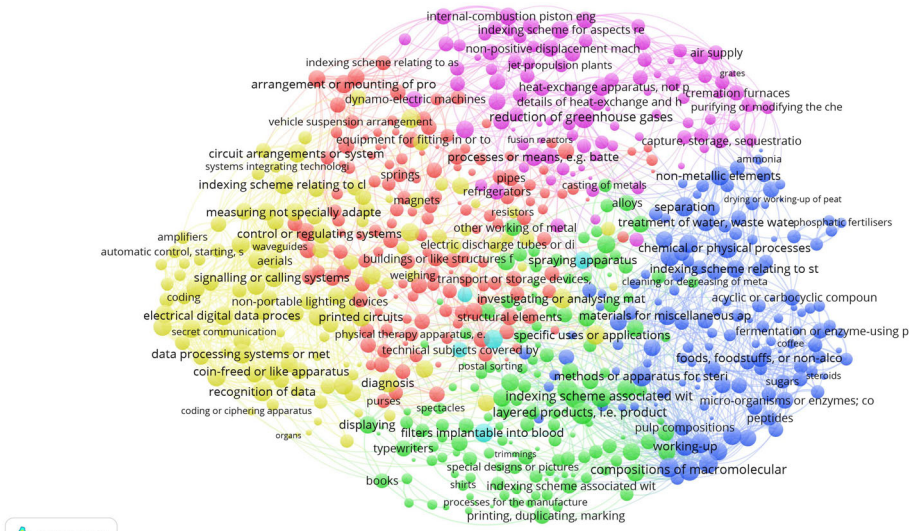 internal-combustion piston eng
indexing scheme for aspects re
non-positive displacement mach
air supply
indexing scheme relating to as
jet-propulsion plants
grates
arrangement or mounting of pro
heat-exchange apparatus, not p
cremation furnaces
dynamo-electric machines
details of heat-exchange and h
purifying or modifying the che
vehicle suspension arrangement
reduction of greenhouse gases
equipment for fitting in or to
fusion reactors
capture, storage, sequestratio
circuit arrangements or system
processes or means, e.g. batte
ammonia
systems integrating technologi
springs
pipes
non-metallic elements
indexing scheme relating to cl
refrigerators
casting of metals
magnets
alloys
drying or working-up of peat
measuring not specially adapte
resistors
separation
other working of metal
treatment of water, waste wate
phosphatic fertilisers
amplifiers
control or regulating systems
electric discharge tubes or di
chemical or physical processes
automatic control, starting, s
waveguides
aerials
buildings or like structures f
spraying apparatus
indexing scheme relating to st
signalling or calling systems
weighing
transport or storage devices,
cleaning or degreasing of meta
coding
non-portable lighting devices
investigating or analysing mat
acyclic or carbocyclic compoun
electrical digital data proces
printed circuits
structural elements
materials for miscellaneous ap
secret communication
physical therapy apparatus, e.
specific uses or applications
fermentation or enzyme-using p
coffee
data processing systems or met
technical subjects covered by
foods, foodstuffs, or non-alco
postal sorting
coin-freed or like apparatus
methods or apparatus for steri
steroids
diagnosis
sugars
recognition of data
indexing scheme associated wit
micro-organisms or enzymes; co
purses
spectacles
coding or ciphering apparatus
layered products, i.e. product
peptides
displaying
pulp compositions
organs
filters implantable into blood
typewriters
working-up
trimmings
special designs or pictures
compositions of macromolecular
books
shirts
indexing scheme associated wit
processes for the manufacture
printing, duplicating, marking